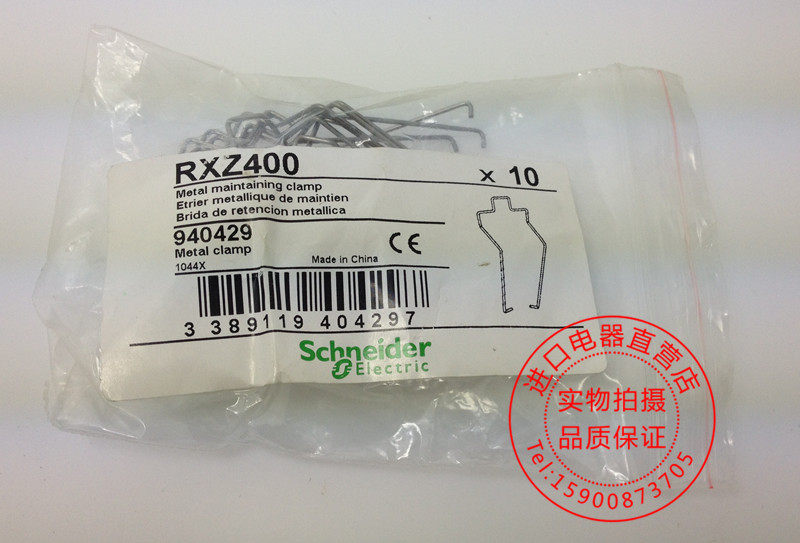 RXZ400
x 10
Metal maintaining clamp
Etrier metallique de maintien
Brida de retencion metallica
940429
Metal clamp
CE
1044X
Made in China
3 389119 404297
Schneider
Electric
进口电器直营店
实物拍摄
品质保证
Tel:15900873705